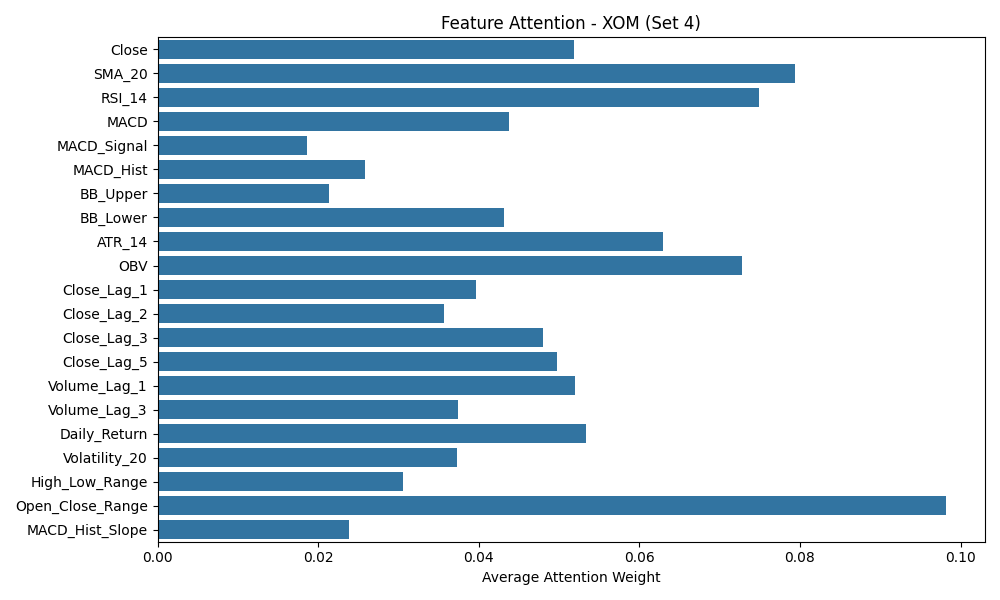 Feature Attention - XOM (Set 4)
Close
SMA_20
RSI_14
MACD
MACD_Signal
MACD_Hist
BB_Upper
BB_Lower
ATR_14
OBV
Close_Lag_1
Close_Lag_2
Close_Lag_3
Close_Lag_5
Volume_Lag_1
Volume_Lag_3
Daily_Return
Volatility_20
High_Low_Range
Open_Close_Range
MACD_Hist_Slope
0.00 0.02 0.04 0.06 0.08 0.10
Average Attention Weight